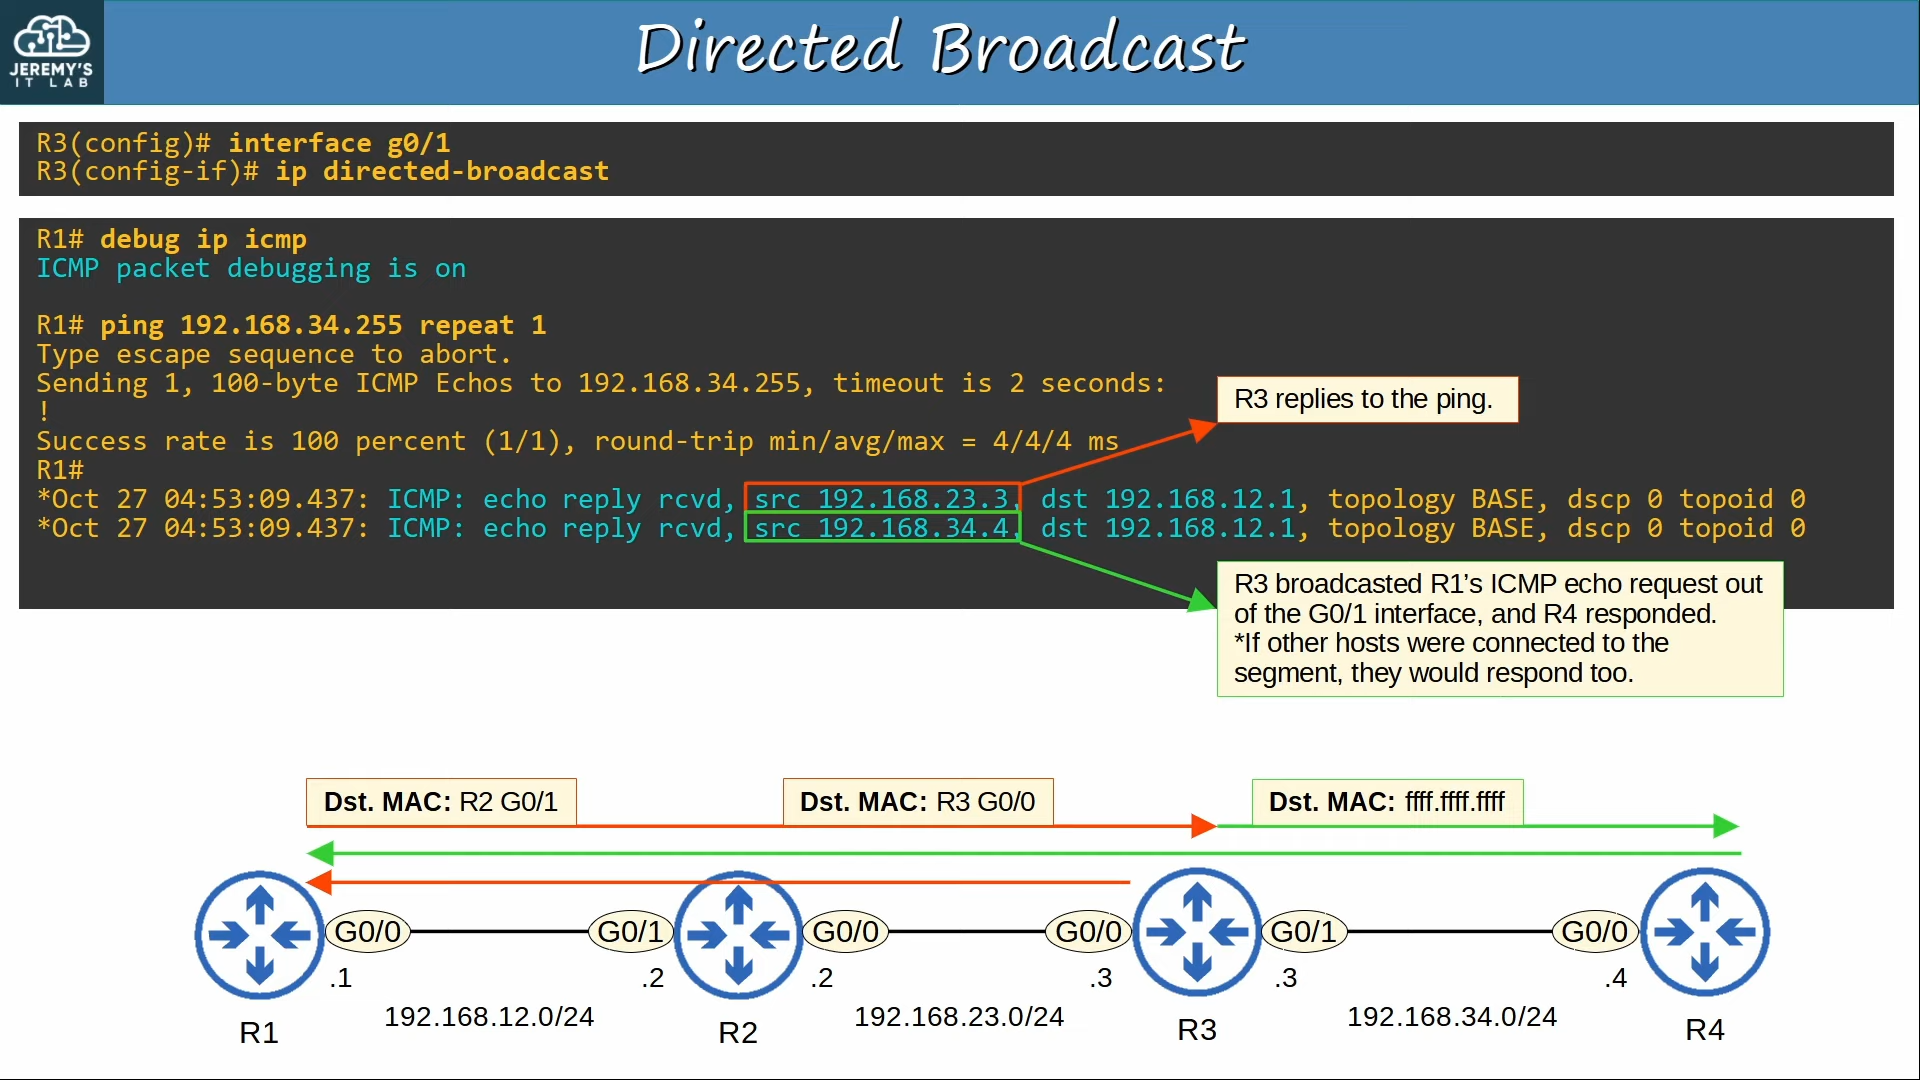 JEREMY'S
IT LAB
Directed Broadcast
R3(config)# interface g0/1
R3(config-if)# ip directed-broadcast
R1# debug ip icmp
ICMP packet debugging is on
R1# ping 192.168.34.255 repeat 1
Type escape sequence to abort.
Sending 1, 100-byte ICMP Echos to 192.168.34.255, timeout is 2 seconds:
!
Success rate is 100 percent (1/1), round-trip min/avg/max = 4/4/4 ms
R1#
*Oct 27 04:53:09.437: ICMP: echo reply rcvd, src 192.168.23.3, dst 192.168.12.1, topology BASE, dscp 0 topoid 0
*Oct 27 04:53:09.437: ICMP: echo reply rcvd, src 192.168.34.4, dst 192.168.12.1, topology BASE, dscp 0 topoid 0
R3 replies to the ping.
R3 broadcasted R1’s ICMP echo request out
of the G0/1 interface, and R4 responded.
*If other hosts were connected to the
segment, they would respond too.
Dst. MAC: R2 G0/1
Dst. MAC: R3 G0/0
Dst. MAC: ffff.ffff.ffff
G0/0
G0/1
G0/0
G0/0
G0/1
G0/0
.1
.2
.2
.3
.3
.4
192.168.12.0/24
192.168.23.0/24
192.168.34.0/24
R1
R2
R3
R4